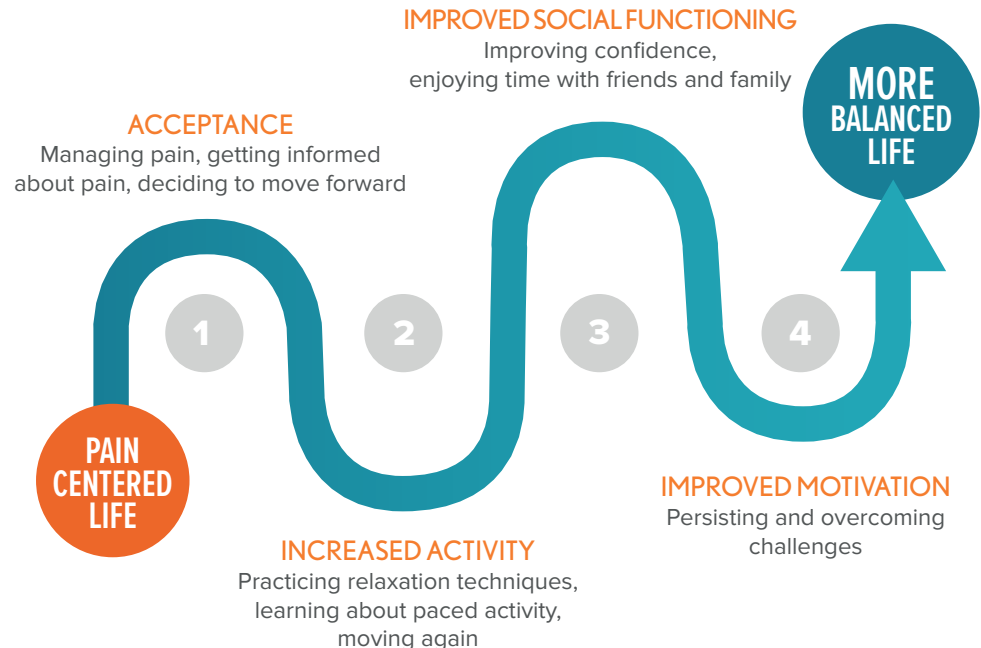 PAIN
CENTERED
LIFE
1
ACCEPTANCE
Managing pain, getting informed
about pain, deciding to move forward
2
INCREASED ACTIVITY
Practicing relaxation techniques,
learning about paced activity,
moving again
3
IMPROVED SOCIAL FUNCTIONING
Improving confidence,
enjoying time with friends and family
4
IMPROVED MOTIVATION
Persisting and overcoming
challenges
MORE
BALANCED
LIFE